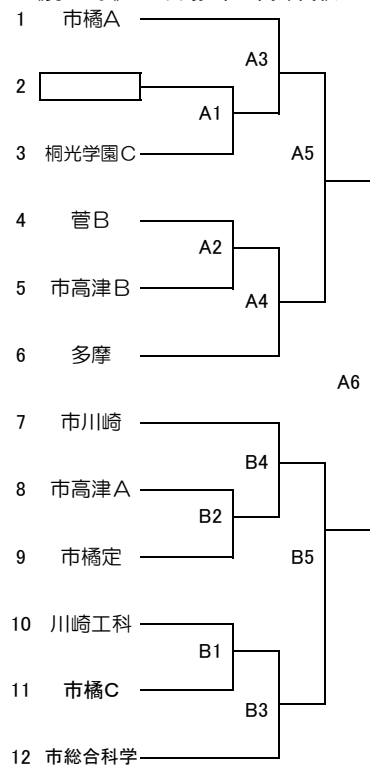 1 市橘A
A3
2
A1
3 桐光学園C
A5
4 菅B
A2
5 市高津B
A4
6 多摩
A6
7 市川崎
B4
8 市高津A
B2
9 市橘定
B5
10 川崎工科
B1
11 市橘C
B3
12 市総合科学